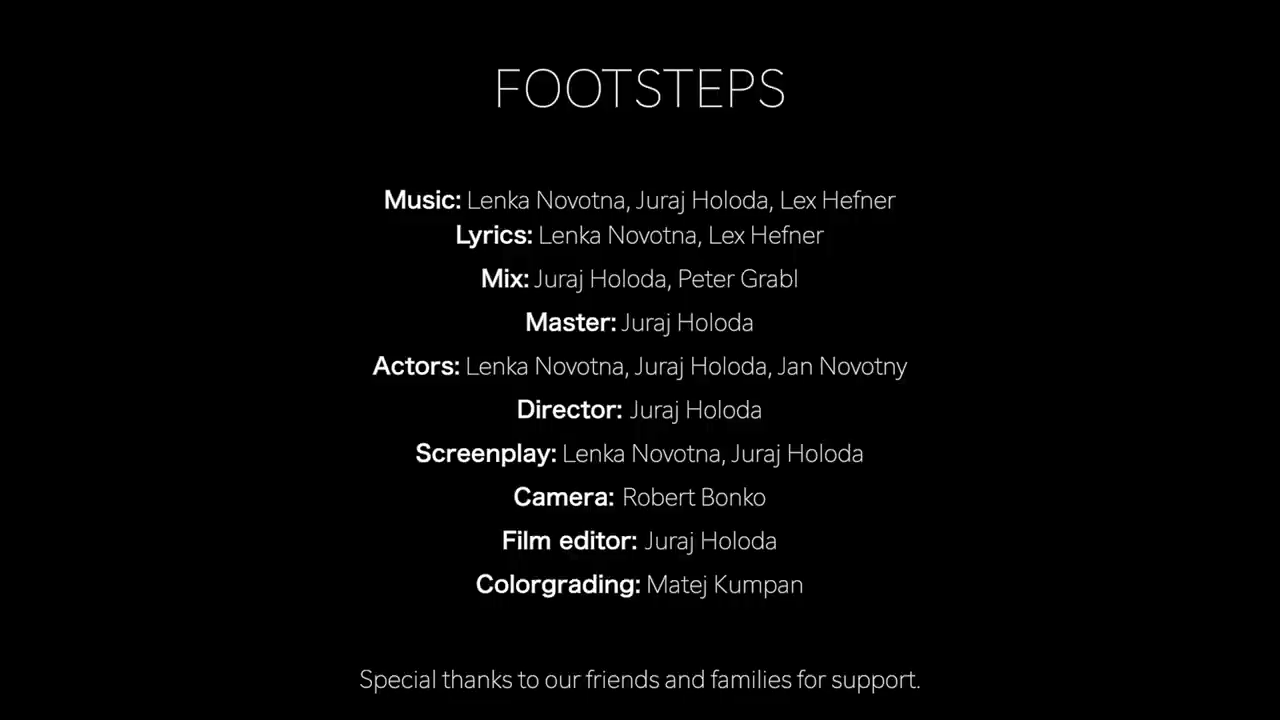 FOOTSTEPS
Music: Lenka Novotna, Juraj Holoda, Lex Hefner
Lyrics: Lenka Novotna, Lex Hefner
Mix: Juraj Holoda, Peter Grabl
Master: Juraj Holoda
Actors: Lenka Novotna, Juraj Holoda, Jan Novotny
Director: Juraj Holoda
Screenplay: Lenka Novotna, Juraj Holoda
Camera: Robert Bonko
Film editor: Juraj Holoda
Colorgrading: Matej Kumpan
Special thanks to our friends and families for support.